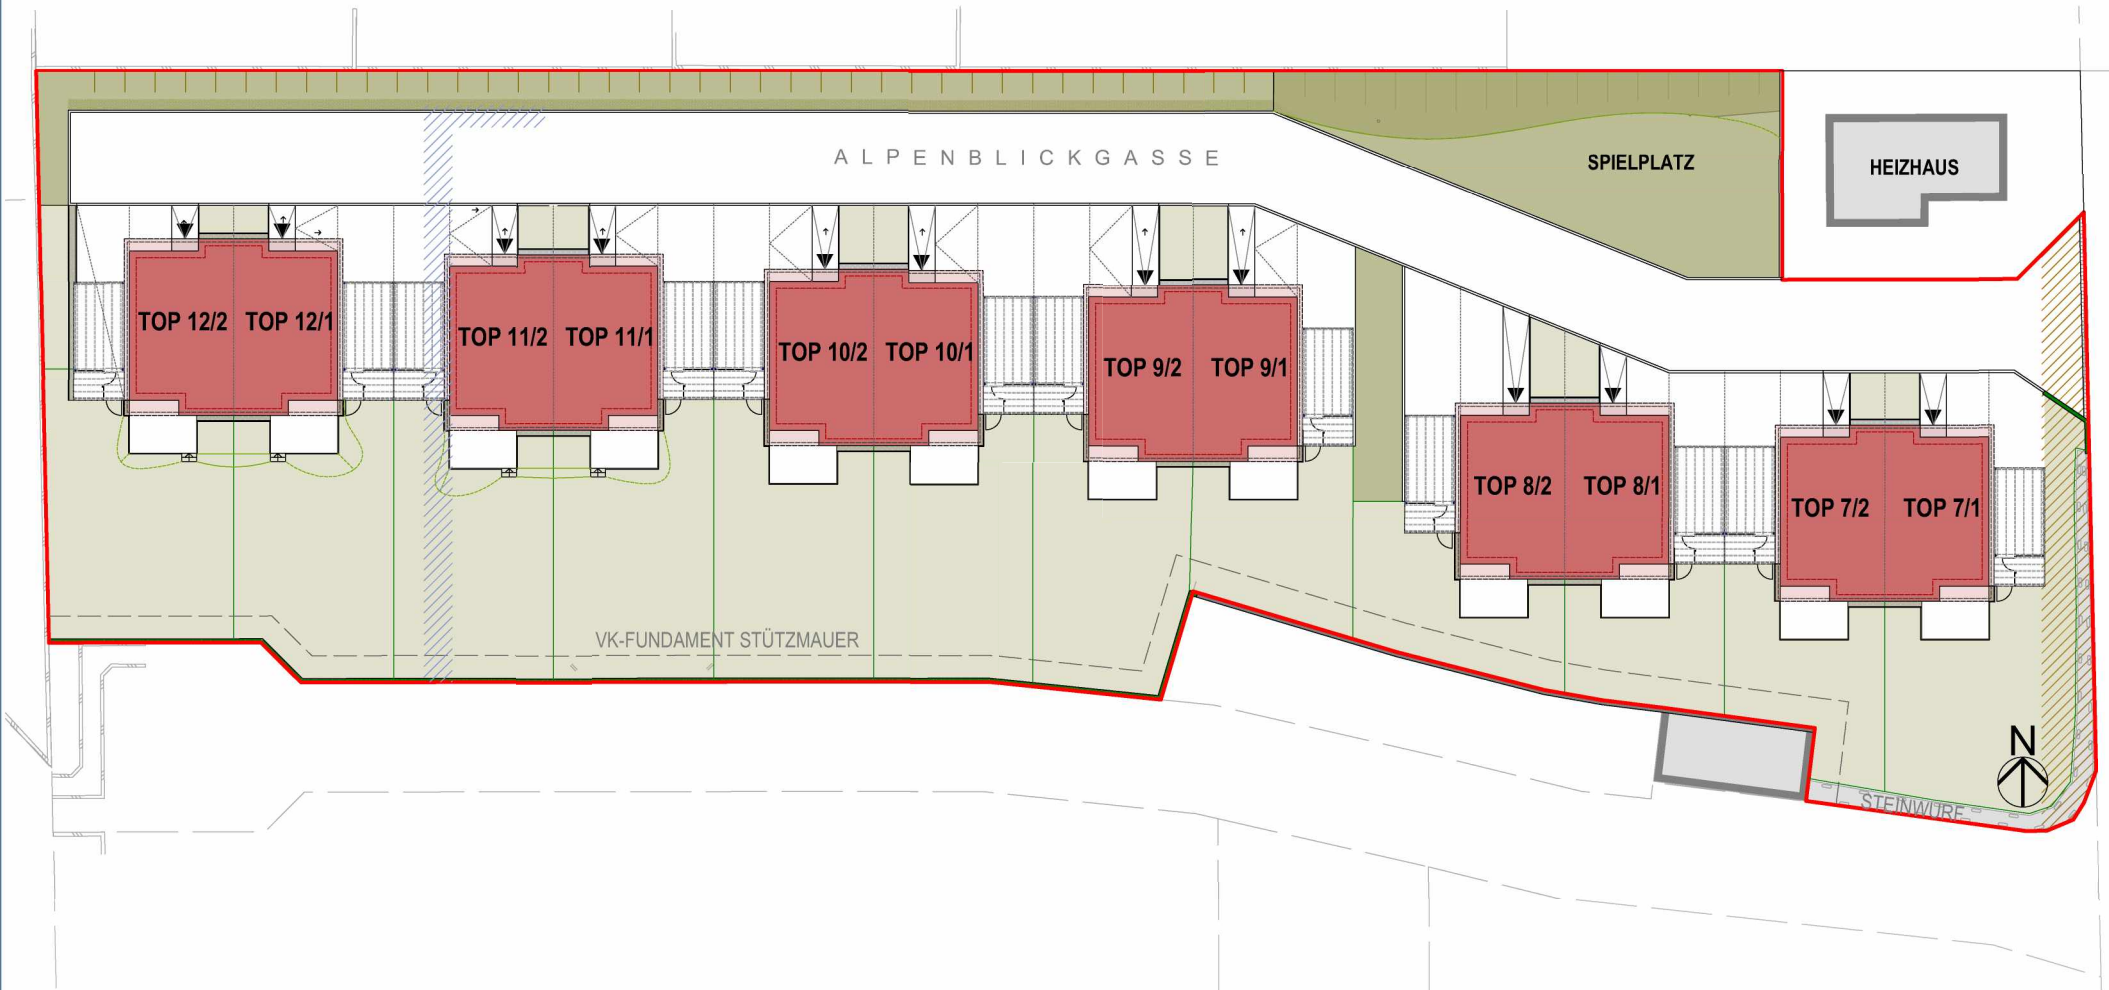 ALPENBLICKGASSE
SPIELPLATZ
HEIZHAUS
TOP 12/2 TOP 12/1
TOP 11/2 TOP 11/1
TOP 10/2 TOP 10/1
TOP 9/2 TOP 9/1
TOP 8/2 TOP 8/1
TOP 7/2 TOP 7/1
VK-FUNDAMENT STÜTZMAUER
N
STEINWURF